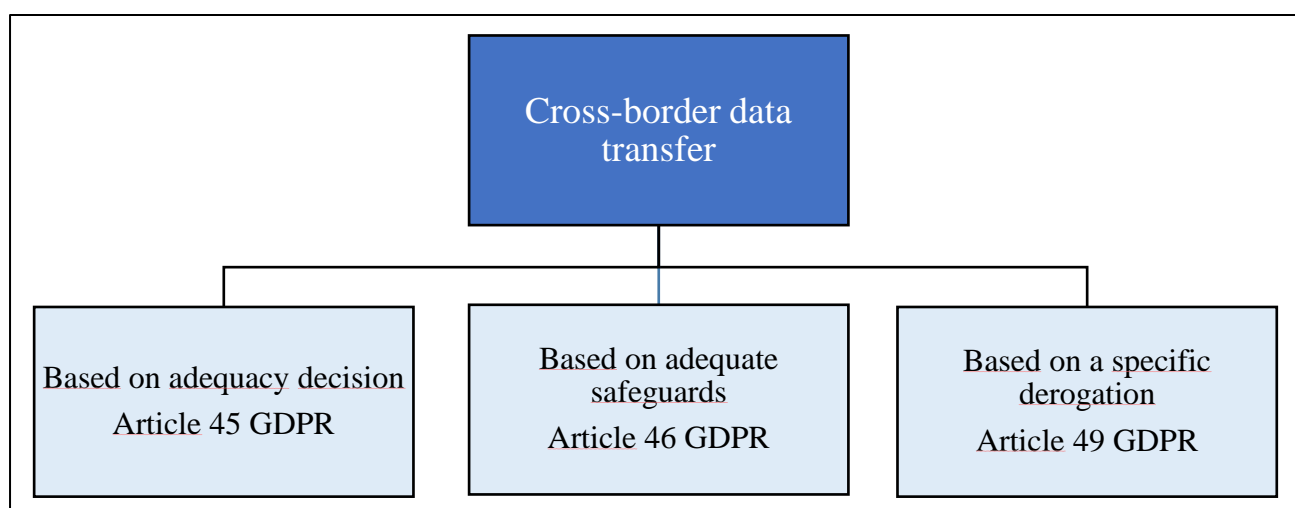 Cross-border data
transfer
Based on adequacy decision
Article 45 GDPR
Based on adequate
safeguards
Article 46 GDPR
Based on a specific
derogation
Article 49 GDPR